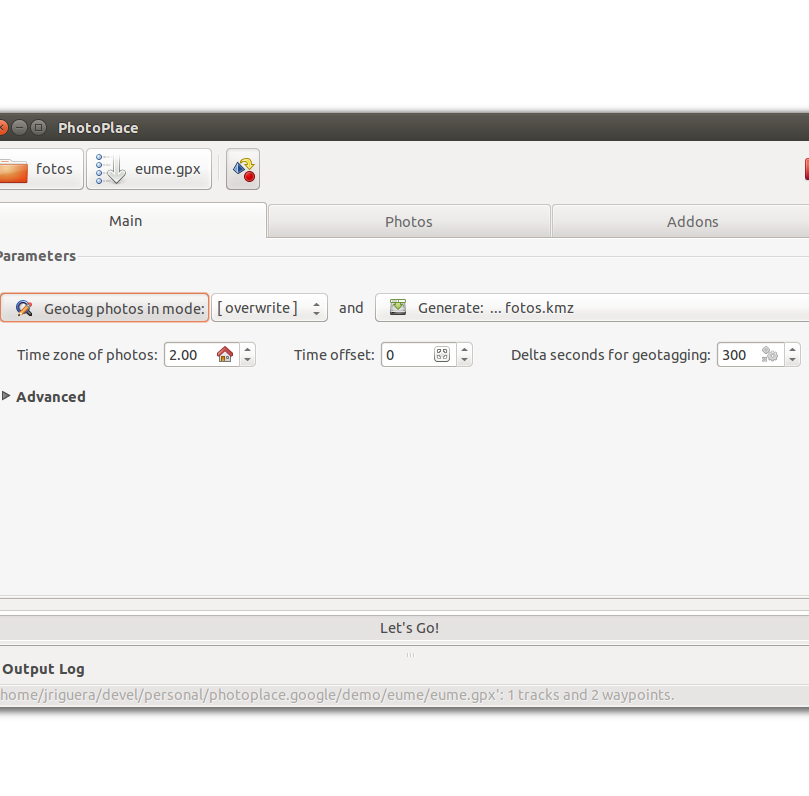 PhotoPlace
fotos eume.gpx
Main Photos Addons
Parameters
Geotag photos in mode: [ overwrite ] and Generate: ... fotos.kmz
Time zone of photos: 2.00 Time offset: 0 Delta seconds for geotagging: 300
Advanced
Let's Go!
Output Log
home/jriguera/devel/personal/photoplace.google/demo/eume/eume.gpx': 1 tracks and 2 waypoints.